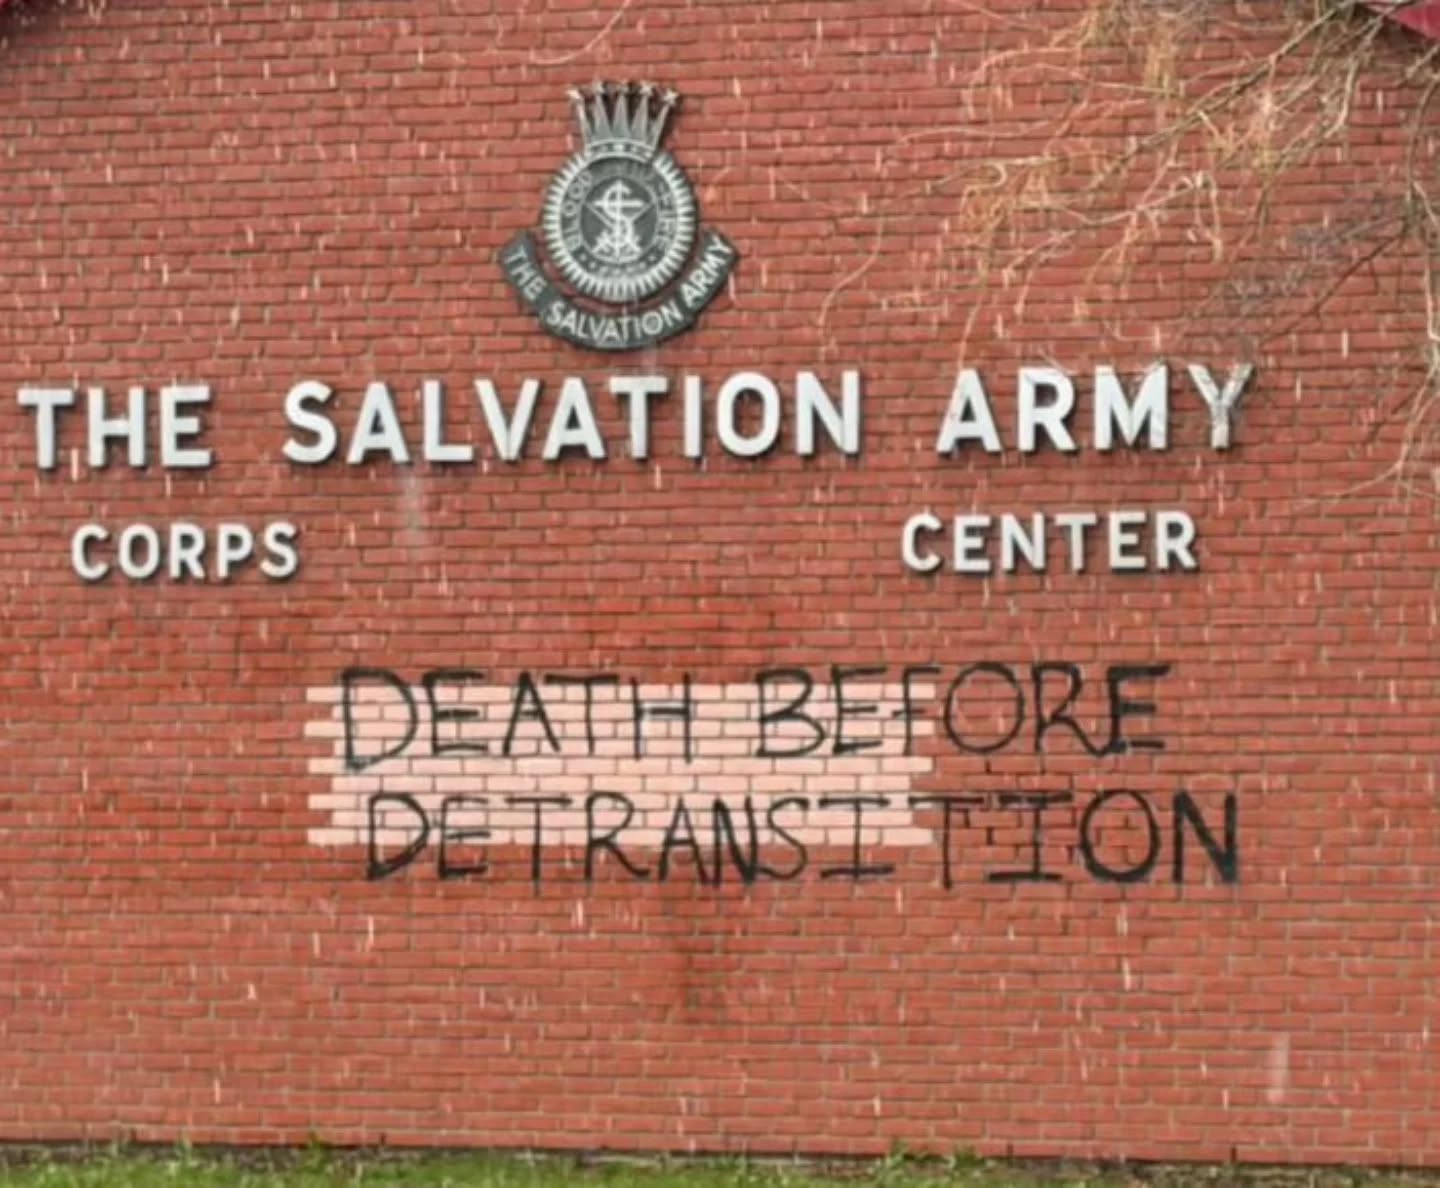 THE SALVATION ARMY
THE SALVATION ARMY
CORPS CENTER
DEATH BEFORE
DETRANSITION